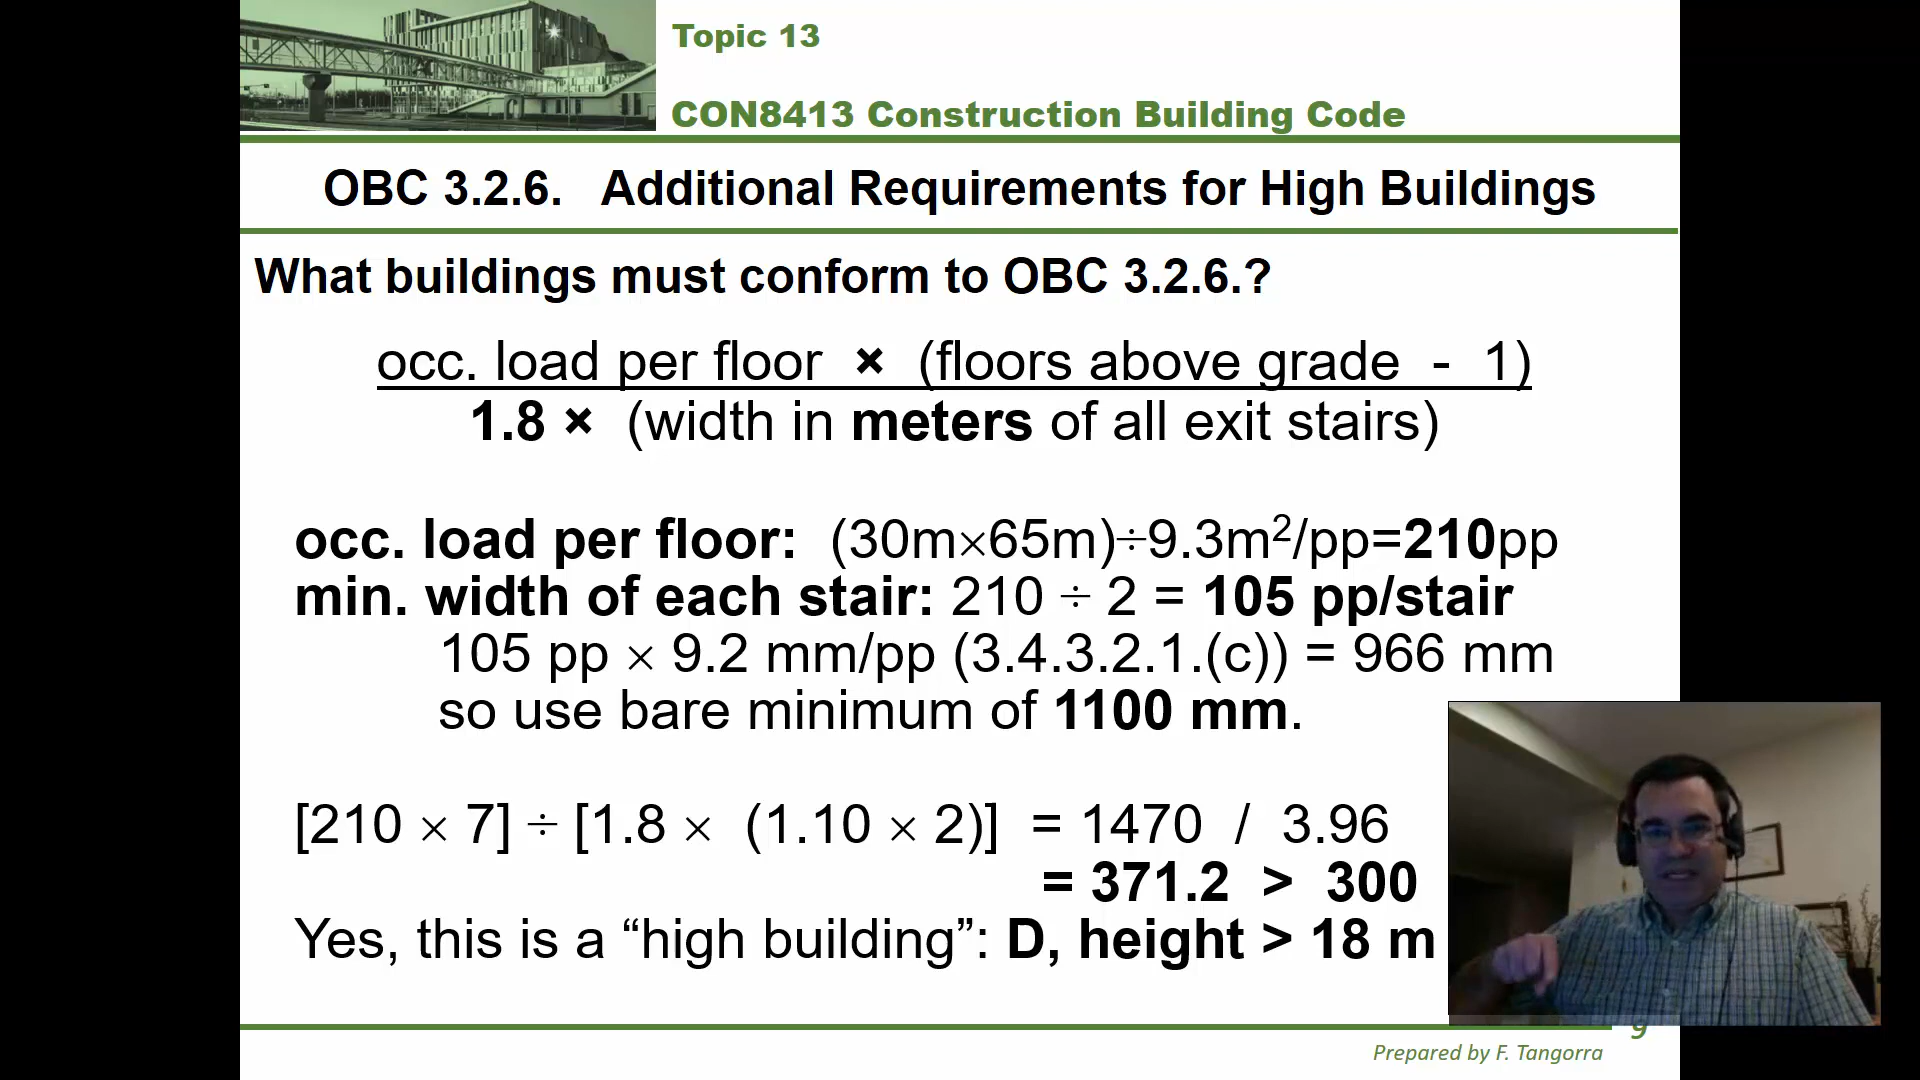 Topic 13
CON8413 Construction Building Code
OBC 3.2.6. Additional Requirements for High Buildings
What buildings must conform to OBC 3.2.6.?
occ. load per floor × (floors above grade - 1)
1.8 × (width in meters of all exit stairs)
occ. load per floor: (30m×65m)÷9.3m²/pp=210pp
min. width of each stair: 210 ÷ 2 = 105 pp/stair
105 pp × 9.2 mm/pp (3.4.3.2.1.(c)) = 966 mm
so use bare minimum of 1100 mm.
[210 × 7] ÷ [1.8 × (1.10 × 2)] = 1470 / 3.96
= 371.2 > 300
Yes, this is a “high building”: D, height > 18 m
9
Prepared by F. Tangorra